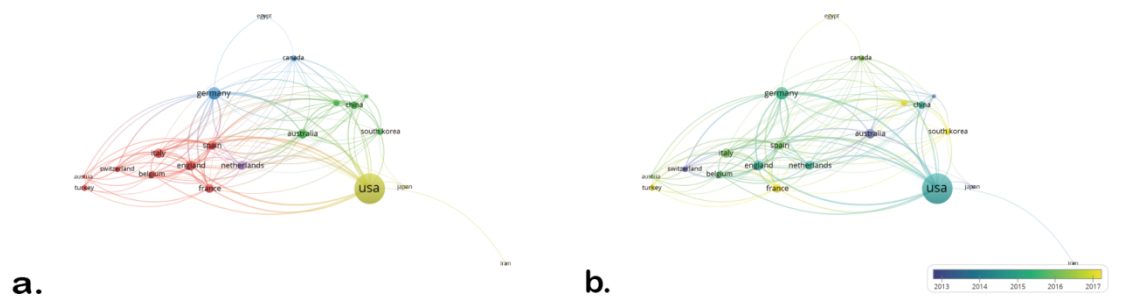 egypt
canada
germany
china
australia
south korea
spain
italy
switzerland
england
netherlands
austria
belgium
turkey
france
usa
japan
iran
a.
egypt
canada
germany
china
australia
south korea
spain
italy
switzerland
england
netherlands
austria
belgium
turkey
france
usa
japan
iran
b.
2013 2014 2015 2016 2017